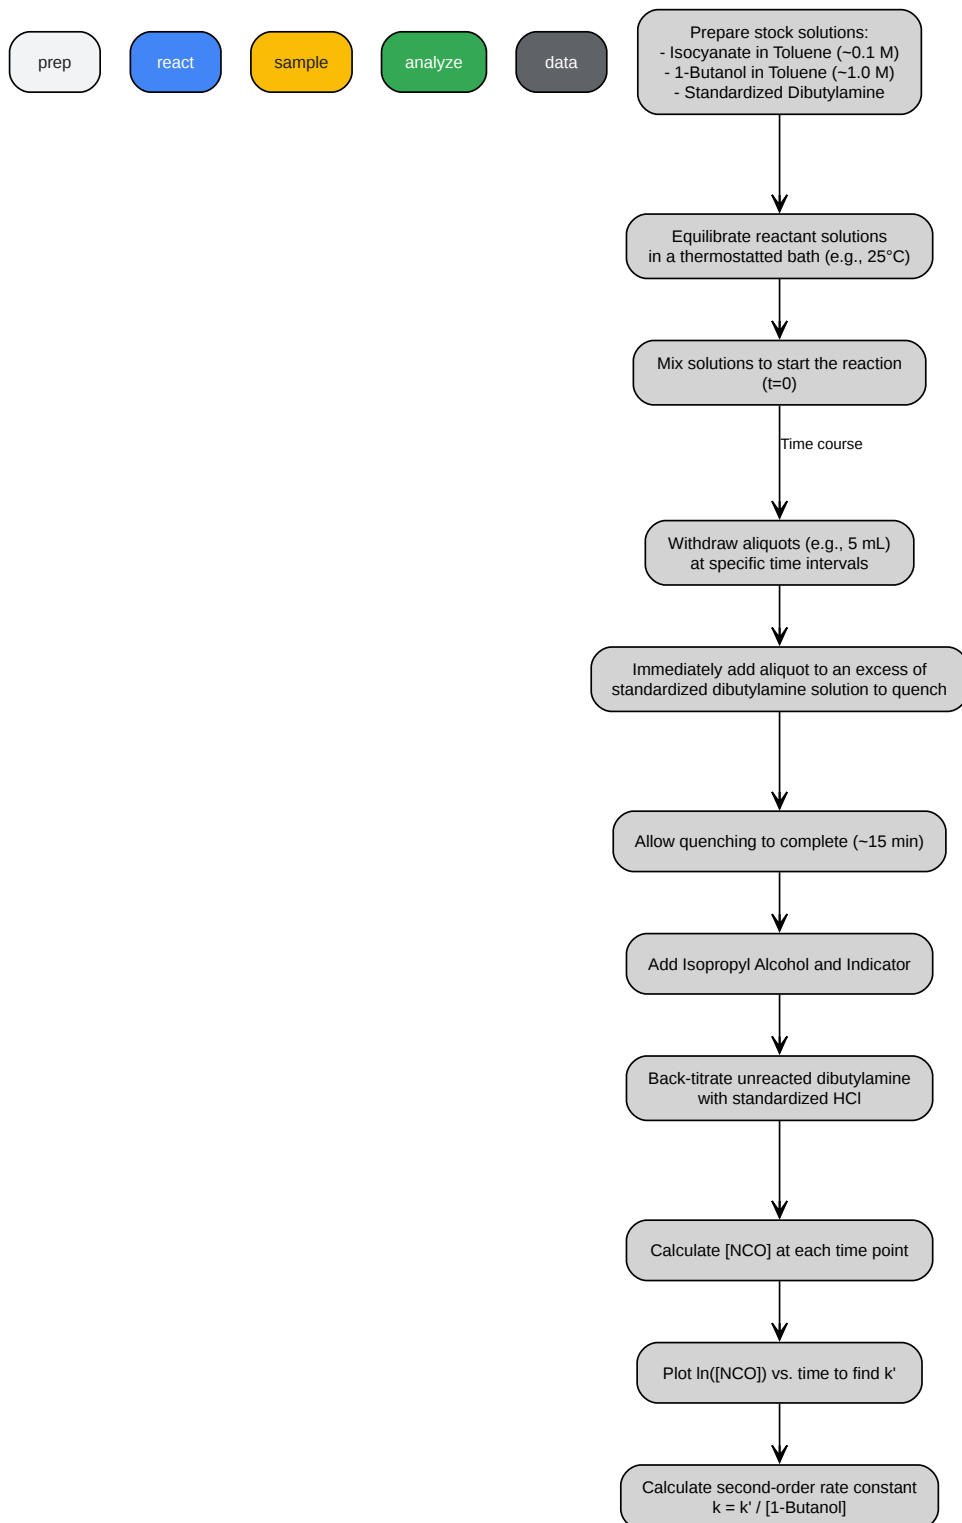 prep
react
sample
analyze
data
Prepare stock solutions:
- Isocyanate in Toluene (~0.1 M)
- 1-Butanol in Toluene (~1.0 M)
- Standardized Dibutylamine
Equilibrate reactant solutions
in a thermostatted bath (e.g., 25°C)
Mix solutions to start the reaction
(t=0)
Time course
Withdraw aliquots (e.g., 5 mL)
at specific time intervals
Immediately add aliquot to an excess of
standardized dibutylamine solution to quench
Allow quenching to complete (~15 min)
Add Isopropyl Alcohol and Indicator
Back-titrate unreacted dibutylamine
with standardized HCl
Calculate [NCO] at each time point
Plot ln([NCO]) vs. time to find k'
Calculate second-order rate constant
k = k' / [1-Butanol]